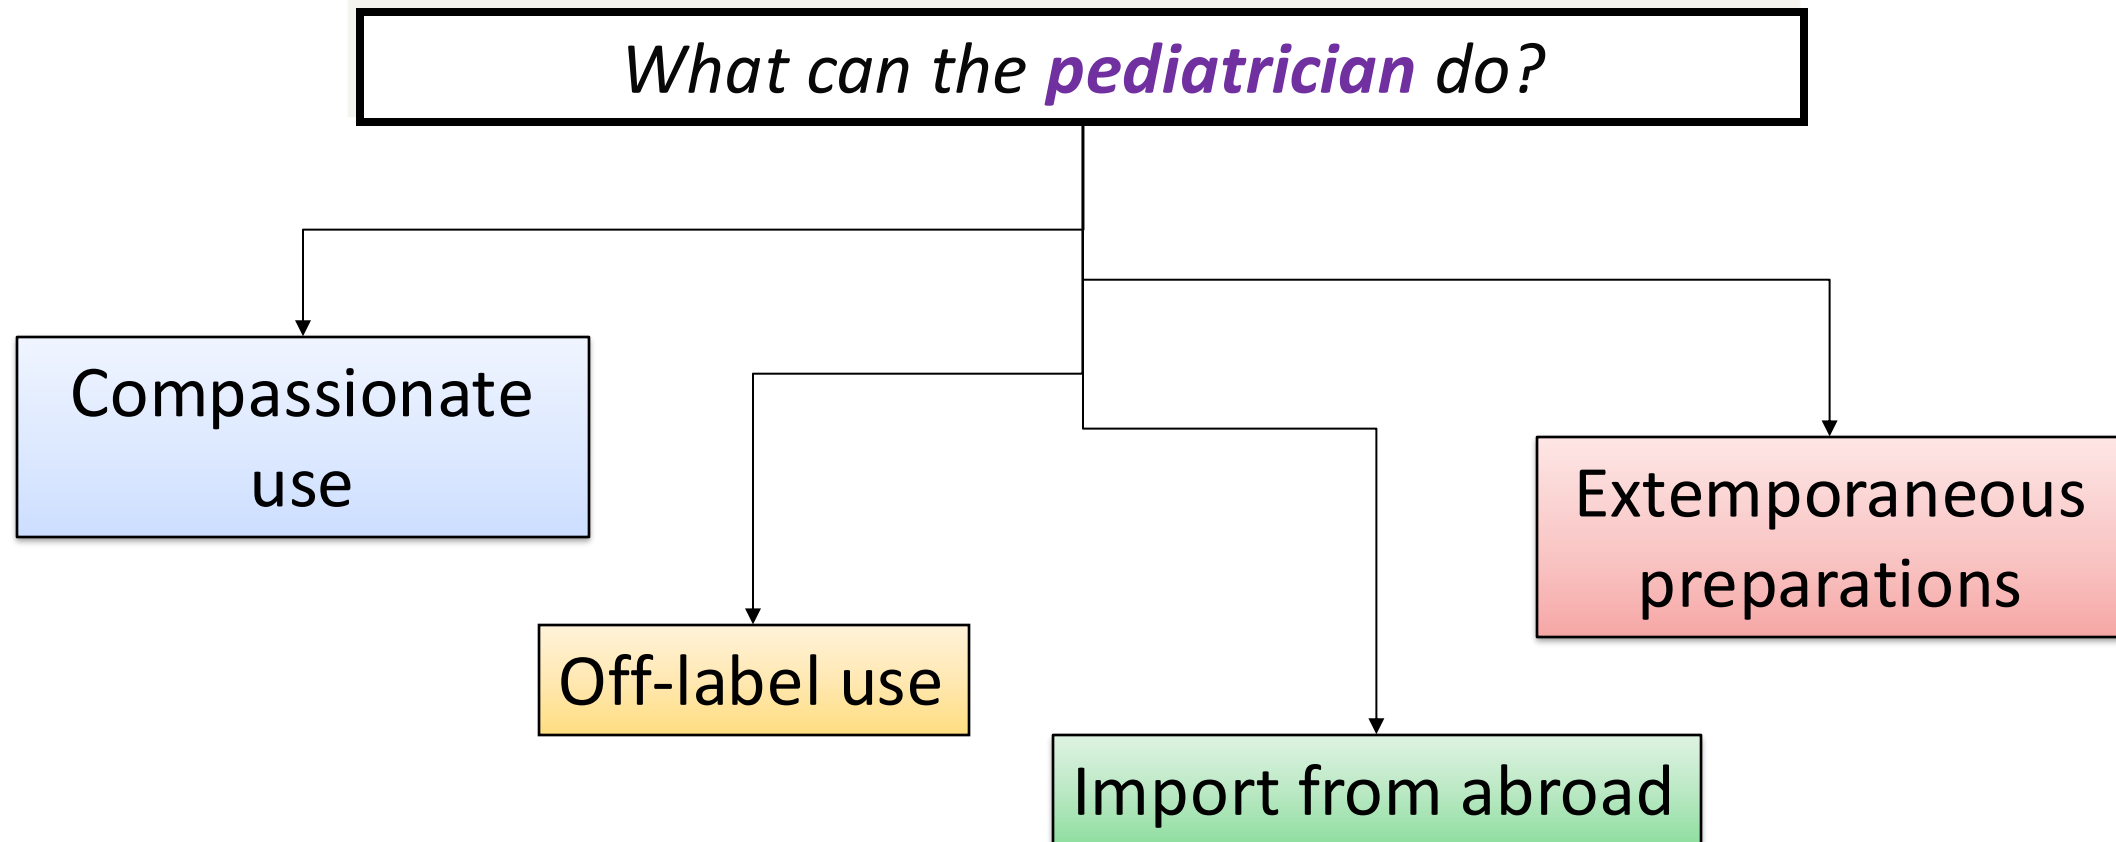 What can the pediatrician do?
Compassionate
use
Off-label use
Import from abroad
Extemporaneous
preparations